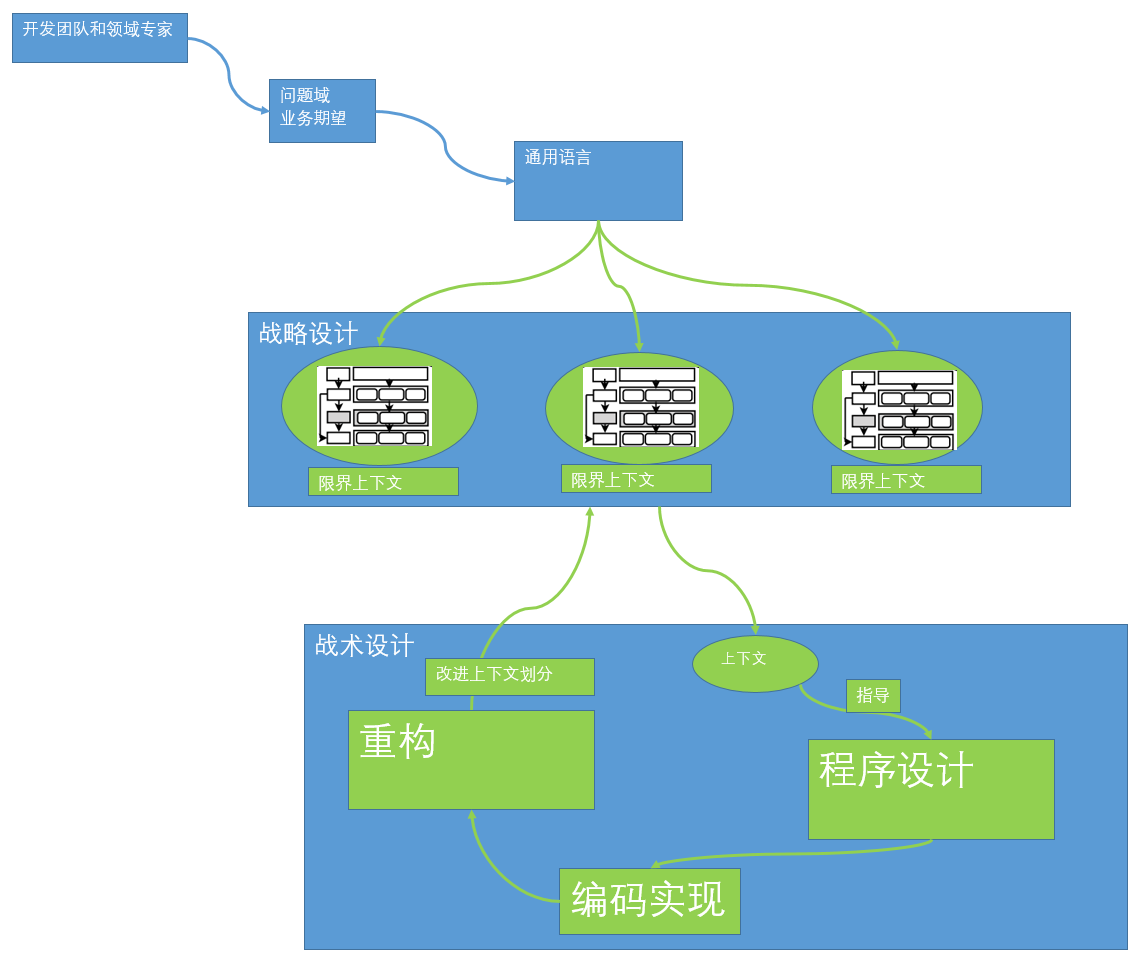 开发团队和领域专家
问题域
业务期望
通用语言
战略设计
限界上下文
限界上下文
限界上下文
战术设计
上下文
改进上下文划分
指导
重构
程序设计
编码实现